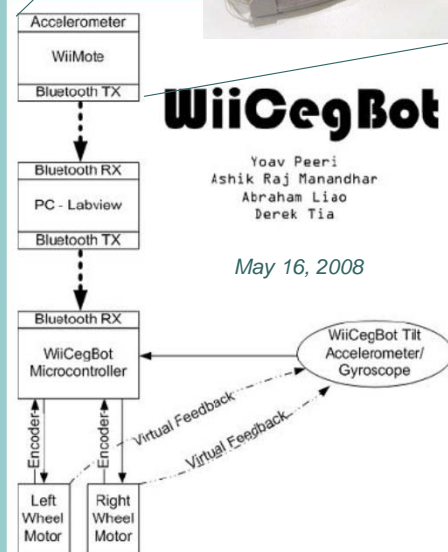 Accelerometer
WiiMote
Bluetooth TX
WiiCegBot
Yoav Peeri
Ashik Raj Manandhar
Abraham Liao
Derek Tia
May 16, 2008
Bluetooth RX
PC - Labview
Bluetooth TX
Bluetooth RX
WiiCegBot
Microcontroller
WiiCegBot Tilt
Accelerometer/
Gyroscope
Encoder
Encoder
Virtual Feedback
Virtual Feedback
Left
Wheel
Motor
Right
Wheel
Motor